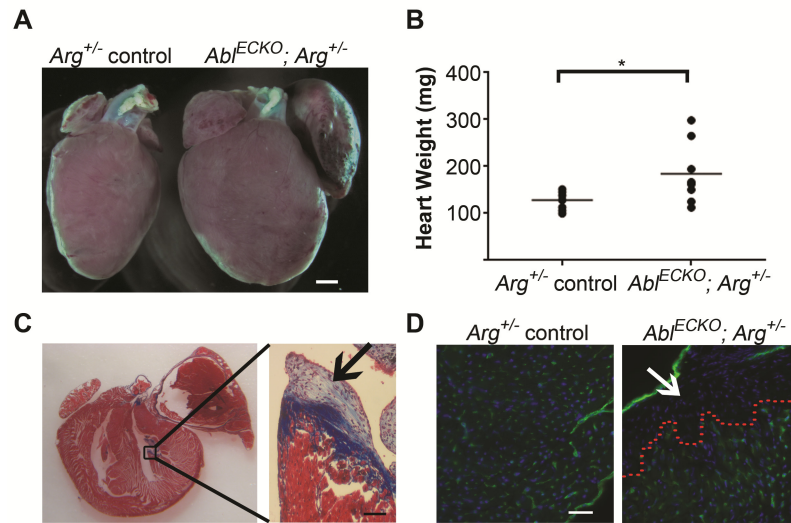 A
Arg+/- control AblECKO; Arg+/-
B
*
Heart Weight (mg)
400
300
200
100
Arg+/- control AblECKO; Arg+/-
C
D
Arg+/- control AblECKO; Arg+/-